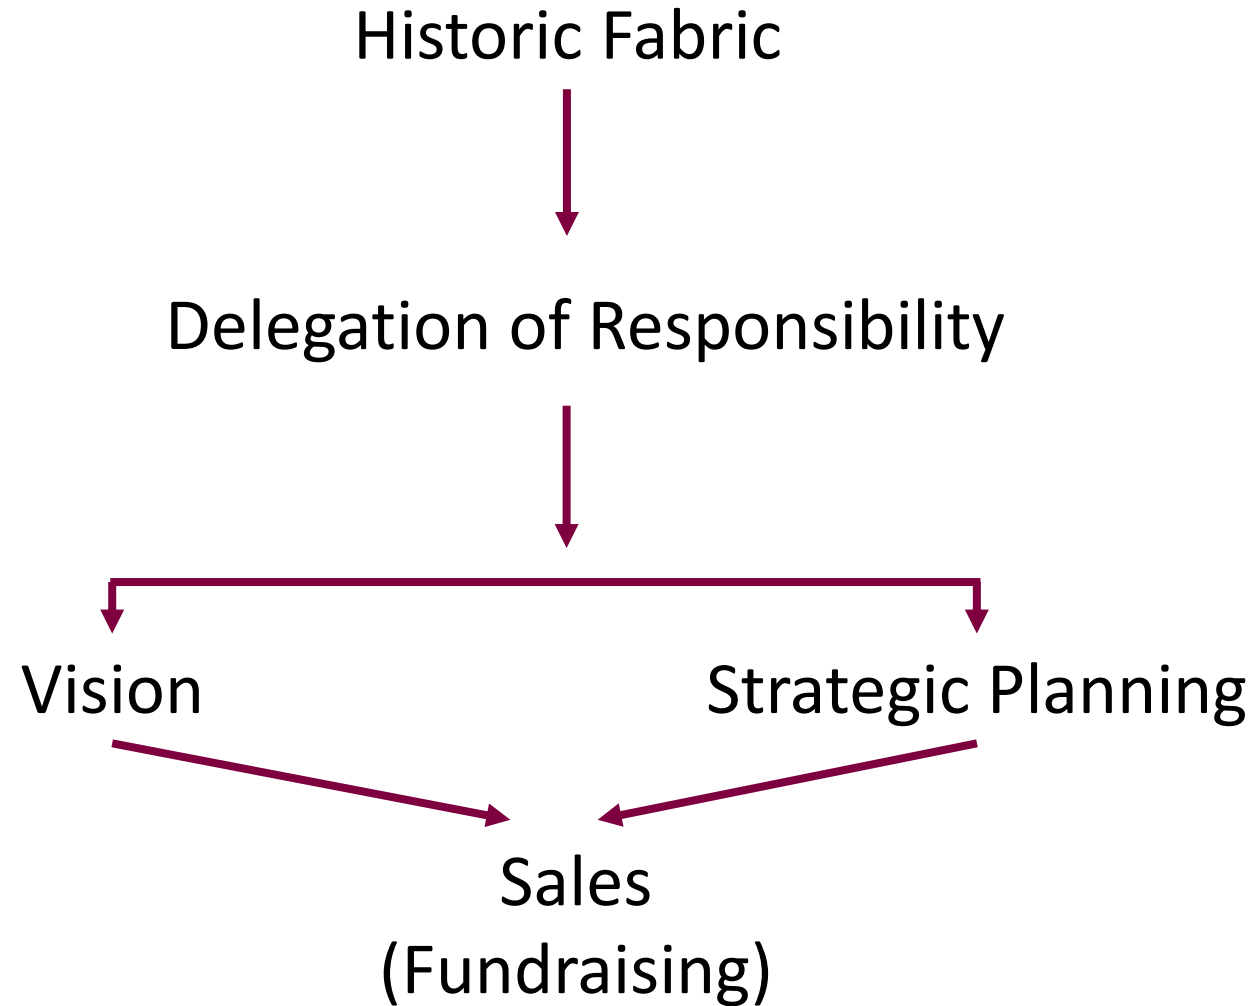 Historic Fabric
Delegation of Responsibility
Vision
Strategic Planning
Sales
(Fundraising)